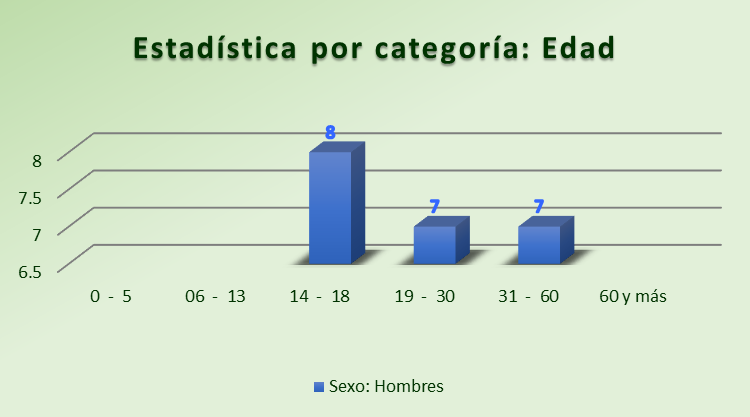 Estadística por categoría: Edad
8
8
7.5
7
7
7
6.5
0 - 5 06 - 13 14 - 18 19 - 30 31 - 60 60 y más
Sexo: Hombres